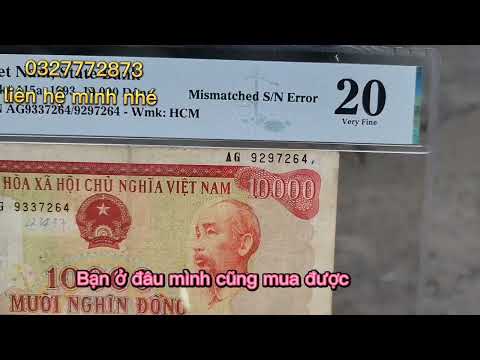 0327772873
liên hệ mình nhé
Mismatched S/N Error
20
Very Fine
AG9337264/9297264 - Wmk: HCM
AG 9297264
HÒA XÃ HỘI CHỦ NGHĨA VIỆT NAM
10000
9337264
Bạn ở đâu mình cũng mua được
MƯỜI NGHÌN ĐỒNG